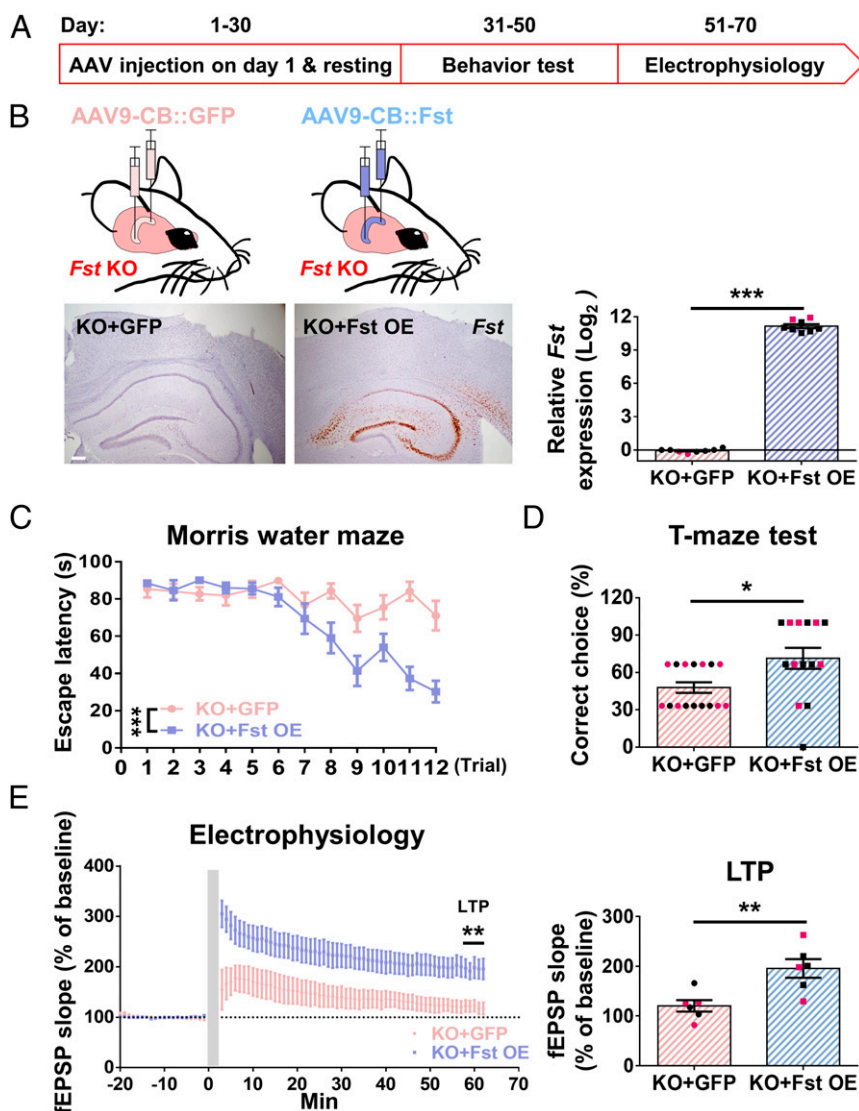 A
Day: 1-30 31-50 51-70
AAV injection on day 1 & resting Behavior test Electrophysiology
B
AAV9-CB::GFP AAV9-CB::Fst
Fst KO Fst KO
KO+GFP KO+Fst OE Fst
Relative Fst
expression (Log2)
***
12
9
6
3
0
KO+GFP KO+Fst OE
C
Morris water maze
Escape latency (s)
100
80
60
40
20
0
***
KO+GFP
KO+Fst OE
0 1 2 3 4 5 6 7 8 9 10 11 12 (Trial)
D
T-maze test
Correct choice (%)
*
120
90
60
30
0
KO+GFP KO+Fst OE
E
Electrophysiology
fEPSP slope (% of baseline)
400
300
200
100
0
LTP
**
KO+GFP
KO+Fst OE
-20 -10 0 10 20 30 40 50 60 70
Min
LTP
fEPSP slope
(% of baseline)
**
300
200
100
0
KO+GFP KO+Fst OE